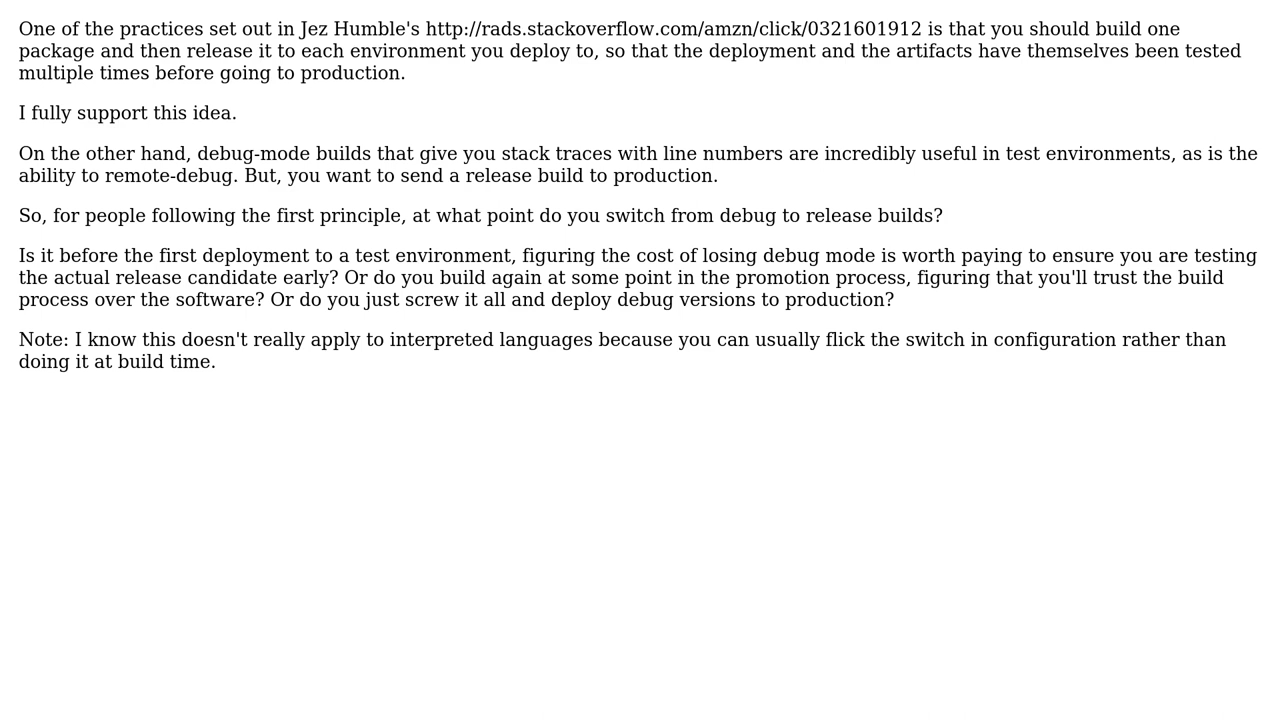 One of the practices set out in Jez Humble's http://rads.stackoverflow.com/amzn/click/0321601912 is that you should build one
package and then release it to each environment you deploy to, so that the deployment and the artifacts have themselves been tested
multiple times before going to production.
I fully support this idea.
On the other hand, debug-mode builds that give you stack traces with line numbers are incredibly useful in test environments, as is the
ability to remote-debug. But, you want to send a release build to production.
So, for people following the first principle, at what point do you switch from debug to release builds?
Is it before the first deployment to a test environment, figuring the cost of losing debug mode is worth paying to ensure you are testing
the actual release candidate early? Or do you build again at some point in the promotion process, figuring that you'll trust the build
process over the software? Or do you just screw it all and deploy debug versions to production?
Note: I know this doesn't really apply to interpreted languages because you can usually flick the switch in configuration rather than
doing it at build time.